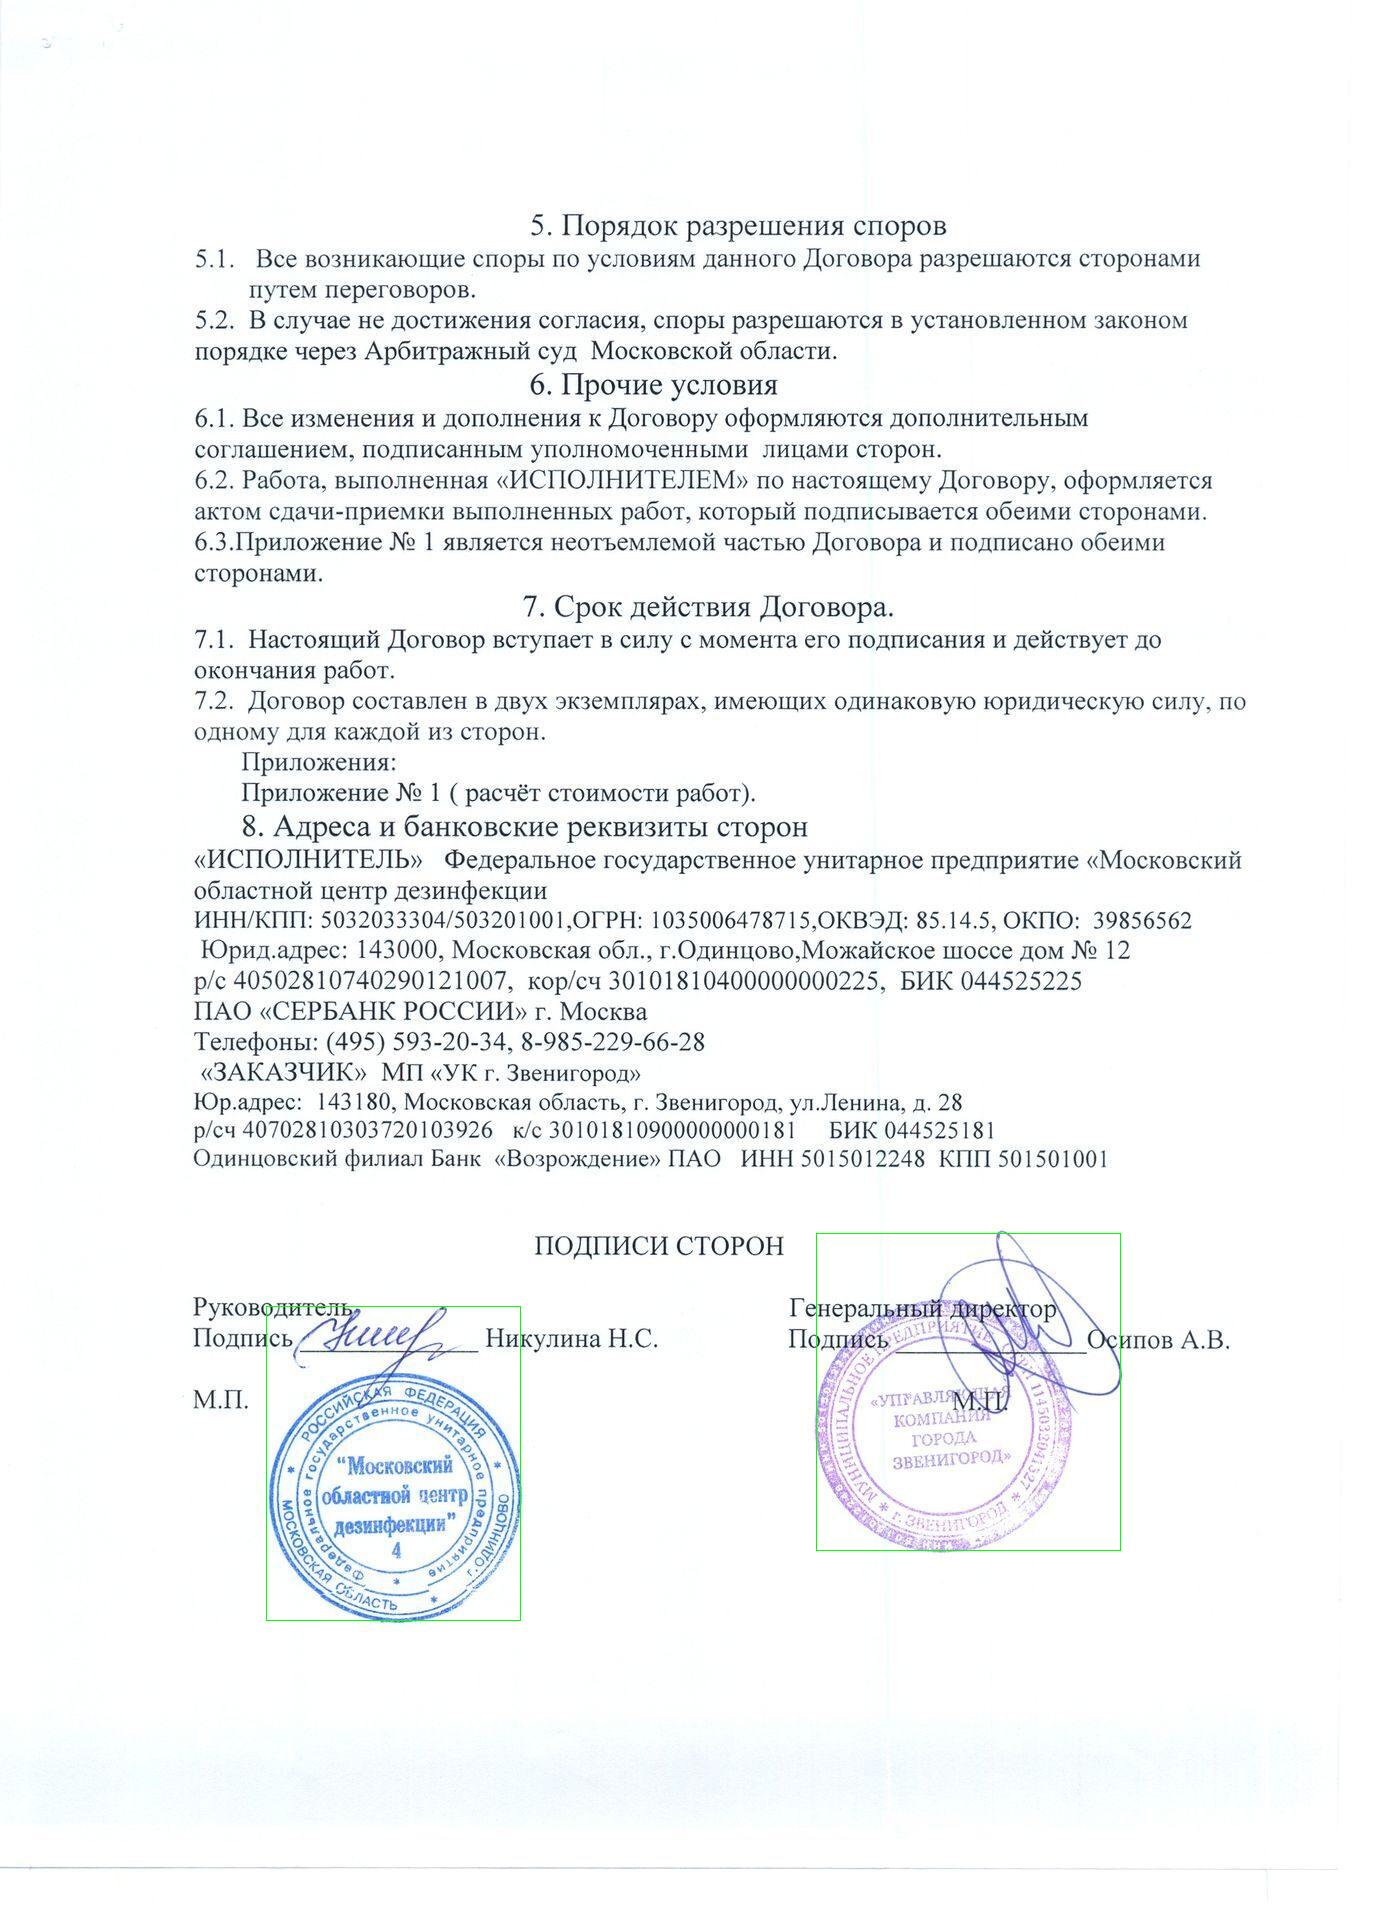 5. Порядок разрешения споров
5.1. Все возникающие споры по условиям данного Договора разрешаются сторонами
путем переговоров.
5.2. В случае не достижения согласия, споры разрешаются в установленном законом
порядке через Арбитражный суд Московской области.
6. Прочие условия
6.1. Все изменения и дополнения к Договору оформляются дополнительным
соглашением, подписанным уполномоченными лицами сторон.
6.2. Работа, выполненная «ИСПОЛНИТЕЛЕМ» по настоящему Договору, оформляется
актом сдачи-приемки выполненных работ, который подписывается обеими сторонами.
6.3.Приложение № 1 является неотъемлемой частью Договора и подписано обеими
сторонами.
7. Срок действия Договора.
7.1. Настоящий Договор вступает в силу с момента его подписания и действует до
окончания работ.
7.2. Договор составлен в двух экземплярах, имеющих одинаковую юридическую силу, по
одному для каждой из сторон.
Приложения:
Приложение № 1 ( расчёт стоимости работ).
8. Адреса и банковские реквизиты сторон
«ИСПОЛНИТЕЛЬ» Федеральное государственное унитарное предприятие «Московский
областной центр дезинфекции
ИНН/КПП: 5032033304/503201001,ОГРН: 1035006478715,ОКВЭД: 85.14.5, ОКПО: 39856562
Юрид.адрес: 143000, Московская обл., г.Одинцово,Можайское шоссе дом № 12
р/с 40502810740290121007, кор/сч 30101810400000000225, БИК 044525225
ПАО «СЕРБАНК РОССИИ» г. Москва
Телефоны: (495) 593-20-34, 8-985-229-66-28
«ЗАКАЗЧИК» МП «УК г. Звенигород»
Юр.адрес: 143180, Московская область, г. Звенигород, ул.Ленина, д. 28
р/сч 40702810303720103926 к/с 30101810900000000181 БИК 044525181
Одинцовский филиал Банк «Возрождение» ПАО ИНН 5015012248 КПП 501501001
ПОДПИСИ СТОРОН
Руководитель Генеральный директор
Подпись ______________ Никулина Н.С. Подпись ______________Осипов А.В.
М.П. М.П.
РОССИЙСКАЯ ФЕДЕРАЦИЯ * г.ОДИНЦОВО * МОСКОВСКАЯ ОБЛАСТЬ *
Федеральное государственное унитарное предприятие *
"Московский
областной центр
дезинфекции"
4
МУНИЦИПАЛЬНОЕ ПРЕДПРИЯТИЕ ОГРН 1145032041527 * г. ЗВЕНИГОРОД *
«УПРАВЛЯЮЩАЯ
КОМПАНИЯ
ГОРОДА
ЗВЕНИГОРОД»